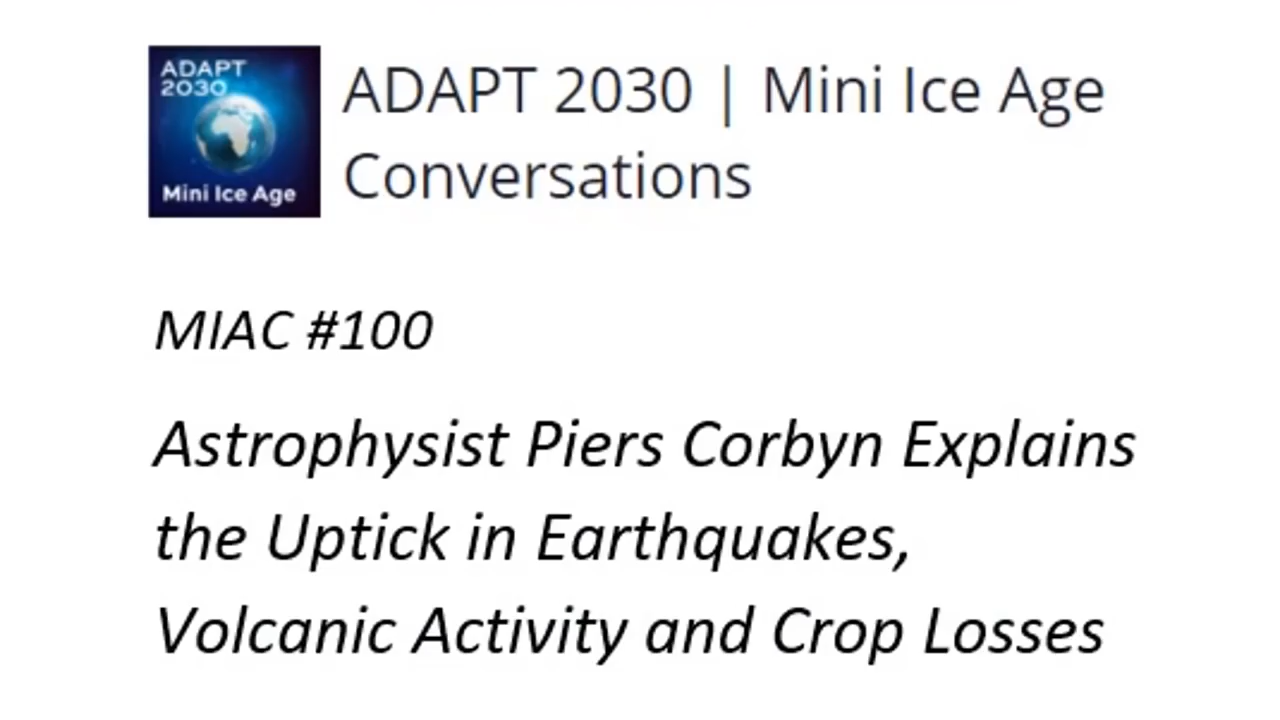 ADAPT
2030
Mini Ice Age
ADAPT 2030 | Mini Ice Age
Conversations
MIAC #100
Astrophysist Piers Corbyn Explains
the Uptick in Earthquakes,
Volcanic Activity and Crop Losses